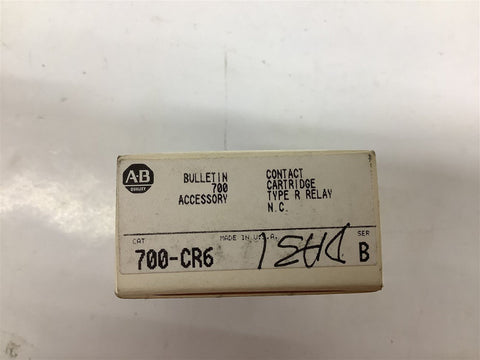 A-B
QUALITY
BULLETIN
700
ACCESSORY
CONTACT
CARTRIDGE
TYPE R RELAY
N.C.
CAT
MADE IN U.S.A.
SER
700-CR6
B